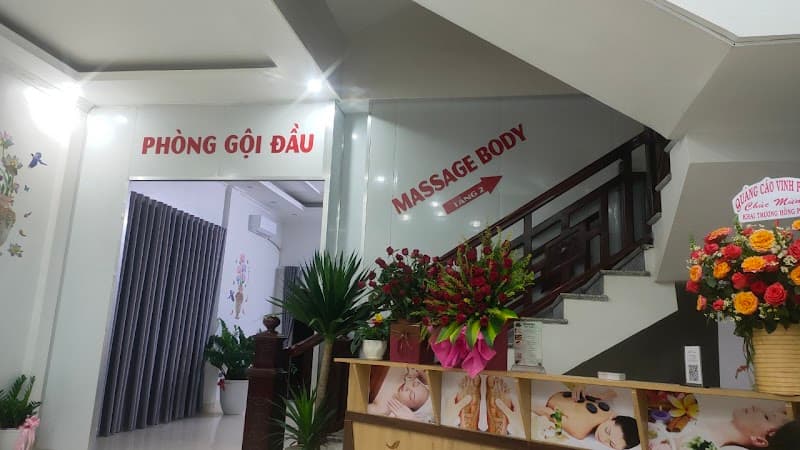 PHÒNG GỘI ĐẦU
MASSAGE BODY
TẦNG 2
QUẢNG CÁO VINH
Chúc Mừng
KHAI TRƯƠNG HỒNG